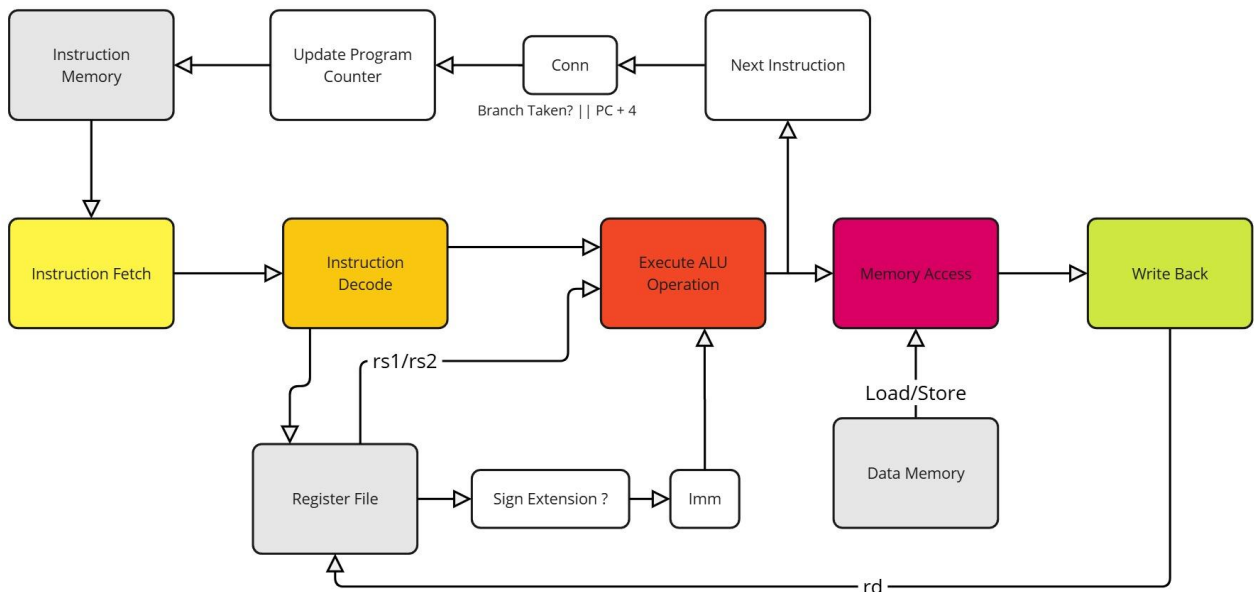 Instruction
Memory
Update Program
Counter
Conn
Next Instruction
Branch Taken? || PC + 4
Instruction Fetch
Instruction
Decode
Execute ALU
Operation
Memory Access
Write Back
rs1/rs2
Load/Store
Register File
Sign Extension ?
Imm
Data Memory
rd